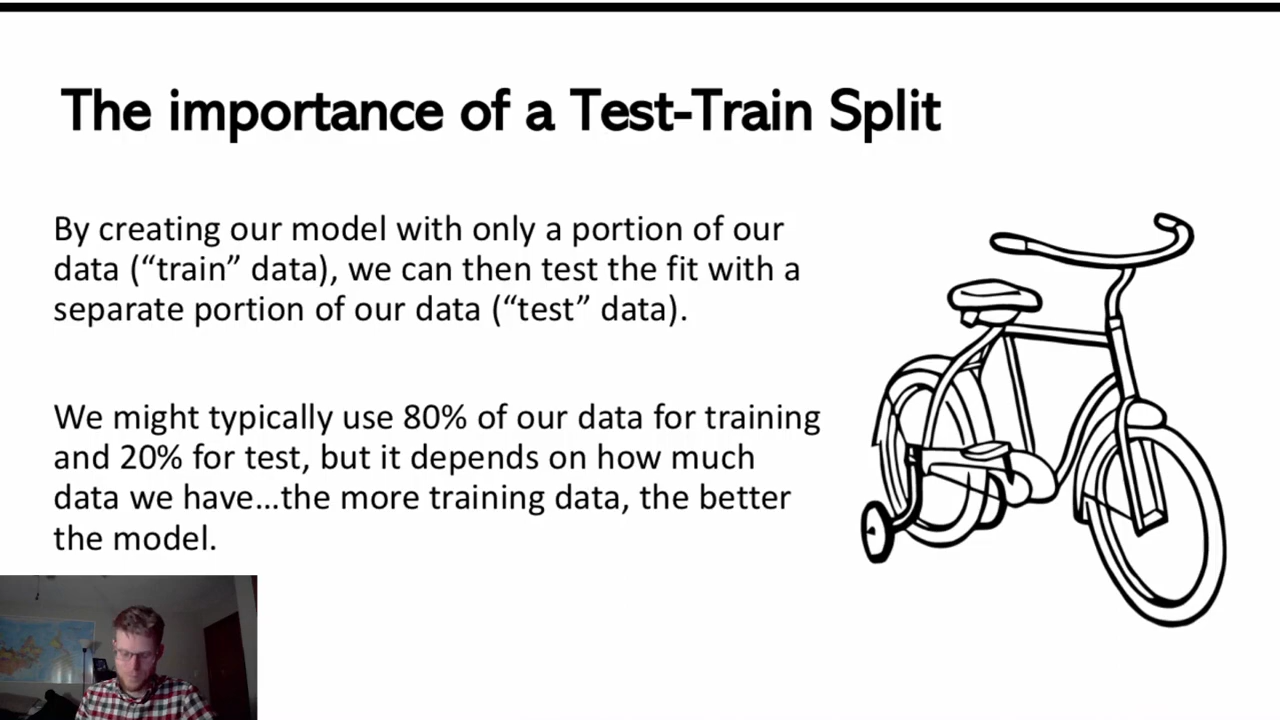 The importance of a Test-Train Split
By creating our model with only a portion of our
data (“train” data), we can then test the fit with a
separate portion of our data (“test” data).
We might typically use 80% of our data for training
and 20% for test, but it depends on how much
data we have…the more training data, the better
the model.